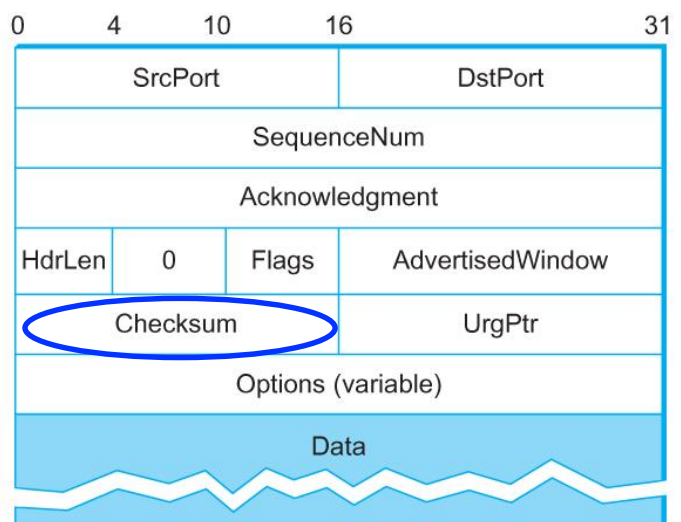 0 4 10 16 31
SrcPort DstPort
SequenceNum
Acknowledgment
HdrLen 0 Flags AdvertisedWindow
Checksum UrgPtr
Options (variable)
Data